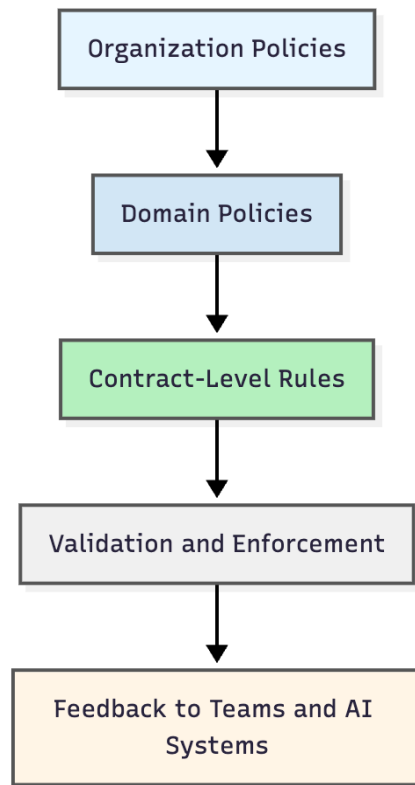 Organization Policies
Domain Policies
Contract-Level Rules
Validation and Enforcement
Feedback to Teams and AI
Systems